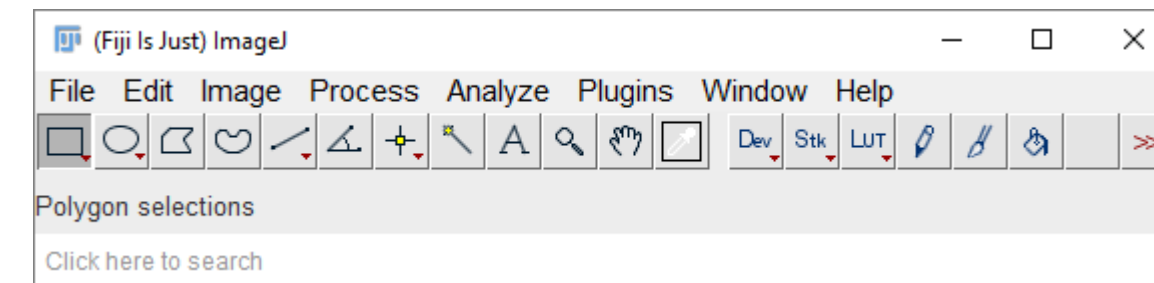 (Fiji Is Just) ImageJ
File Edit Image Process Analyze Plugins Window Help
A Dev Stk LUT >>
Polygon selections
Click here to search